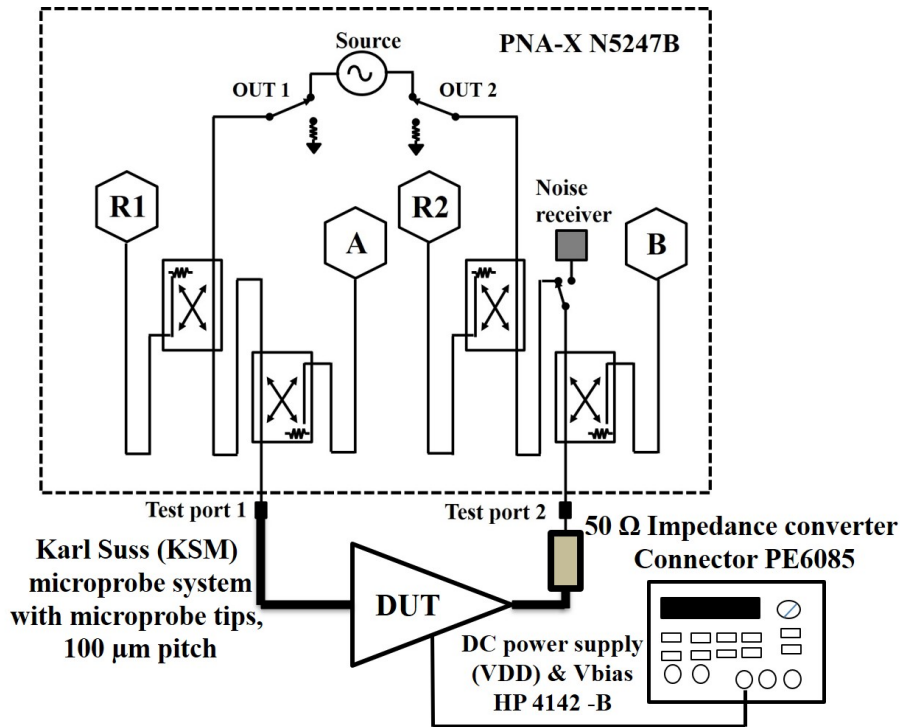 PNA-X N5247B
Source
OUT 1
OUT 2
R1
A
R2
Noise
receiver
B
Test port 1
Test port 2
50 Ω Impedance converter
Connector PE6085
Karl Suss (KSM)
microprobe system
with microprobe tips,
100 μm pitch
DUT
DC power supply
(VDD) & Vbias
HP 4142 -B